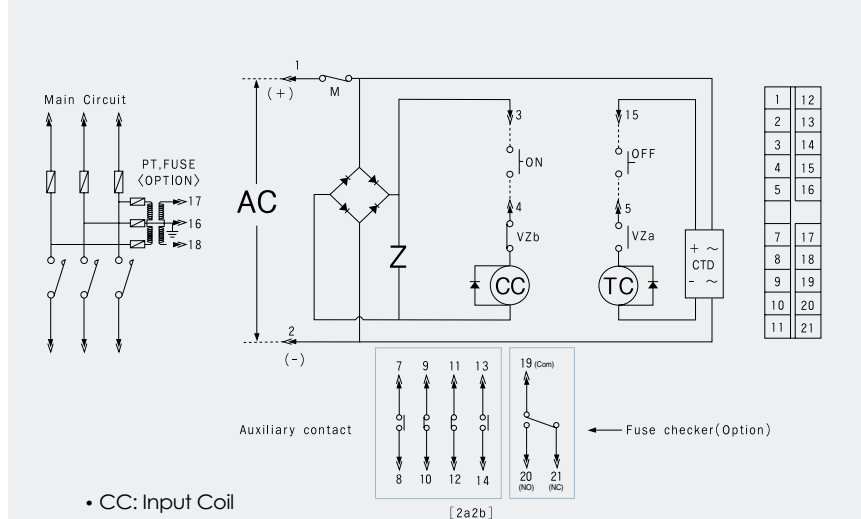 Main Circuit
PT,FUSE
〈OPTION〉
17
16
18
AC
1
(+)
M
3
ON
4
VZb
CC
Z
15
OFF
5
VZa
TC
+ ~
CTD
- ~
2
(-)
1 12
2 13
3 14
4 15
5 16
7 17
8 18
9 19
10 20
11 21
7 9 11 13
19 (Com)
Auxiliary contact
Fuse checker(Option)
8 10 12 14
20 21
(NO) (NC)
[2a2b]
• CC: Input Coil